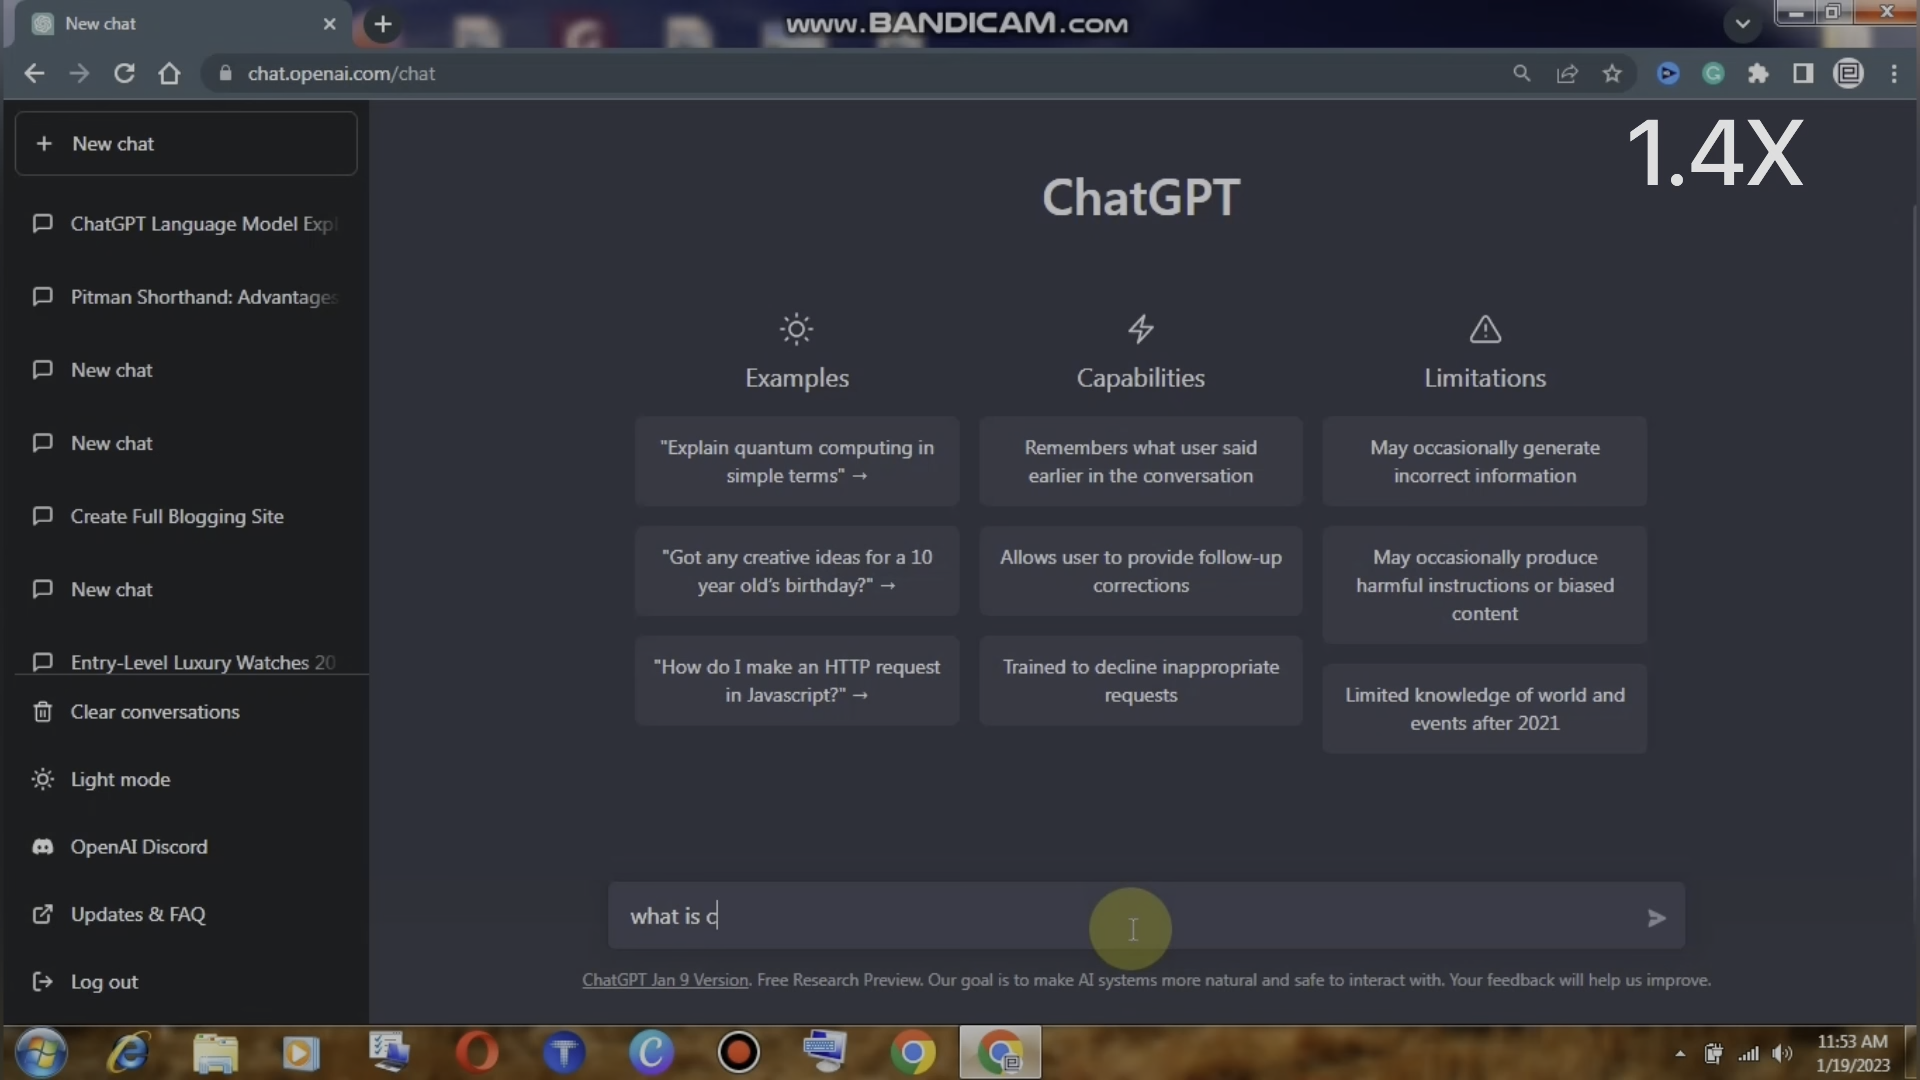 New chat
www.BANDICAM.com
chat.openai.com/chat
1.4X
New chat
ChatGPT Language Model Exp
Pitman Shorthand: Advantages
New chat
New chat
Create Full Blogging Site
New chat
Entry-Level Luxury Watches 20
Clear conversations
Light mode
OpenAI Discord
Updates & FAQ
Log out
ChatGPT
Examples
"Explain quantum computing in
simple terms" →
"Got any creative ideas for a 10
year old's birthday?" →
"How do I make an HTTP request
in Javascript?" →
Capabilities
Remembers what user said
earlier in the conversation
Allows user to provide follow-up
corrections
Trained to decline inappropriate
requests
Limitations
May occasionally generate
incorrect information
May occasionally produce
harmful instructions or biased
content
Limited knowledge of world and
events after 2021
what is c
ChatGPT Jan 9 Version. Free Research Preview. Our goal is to make AI systems more natural and safe to interact with. Your feedback will help us improve.
11:53 AM
1/19/2023